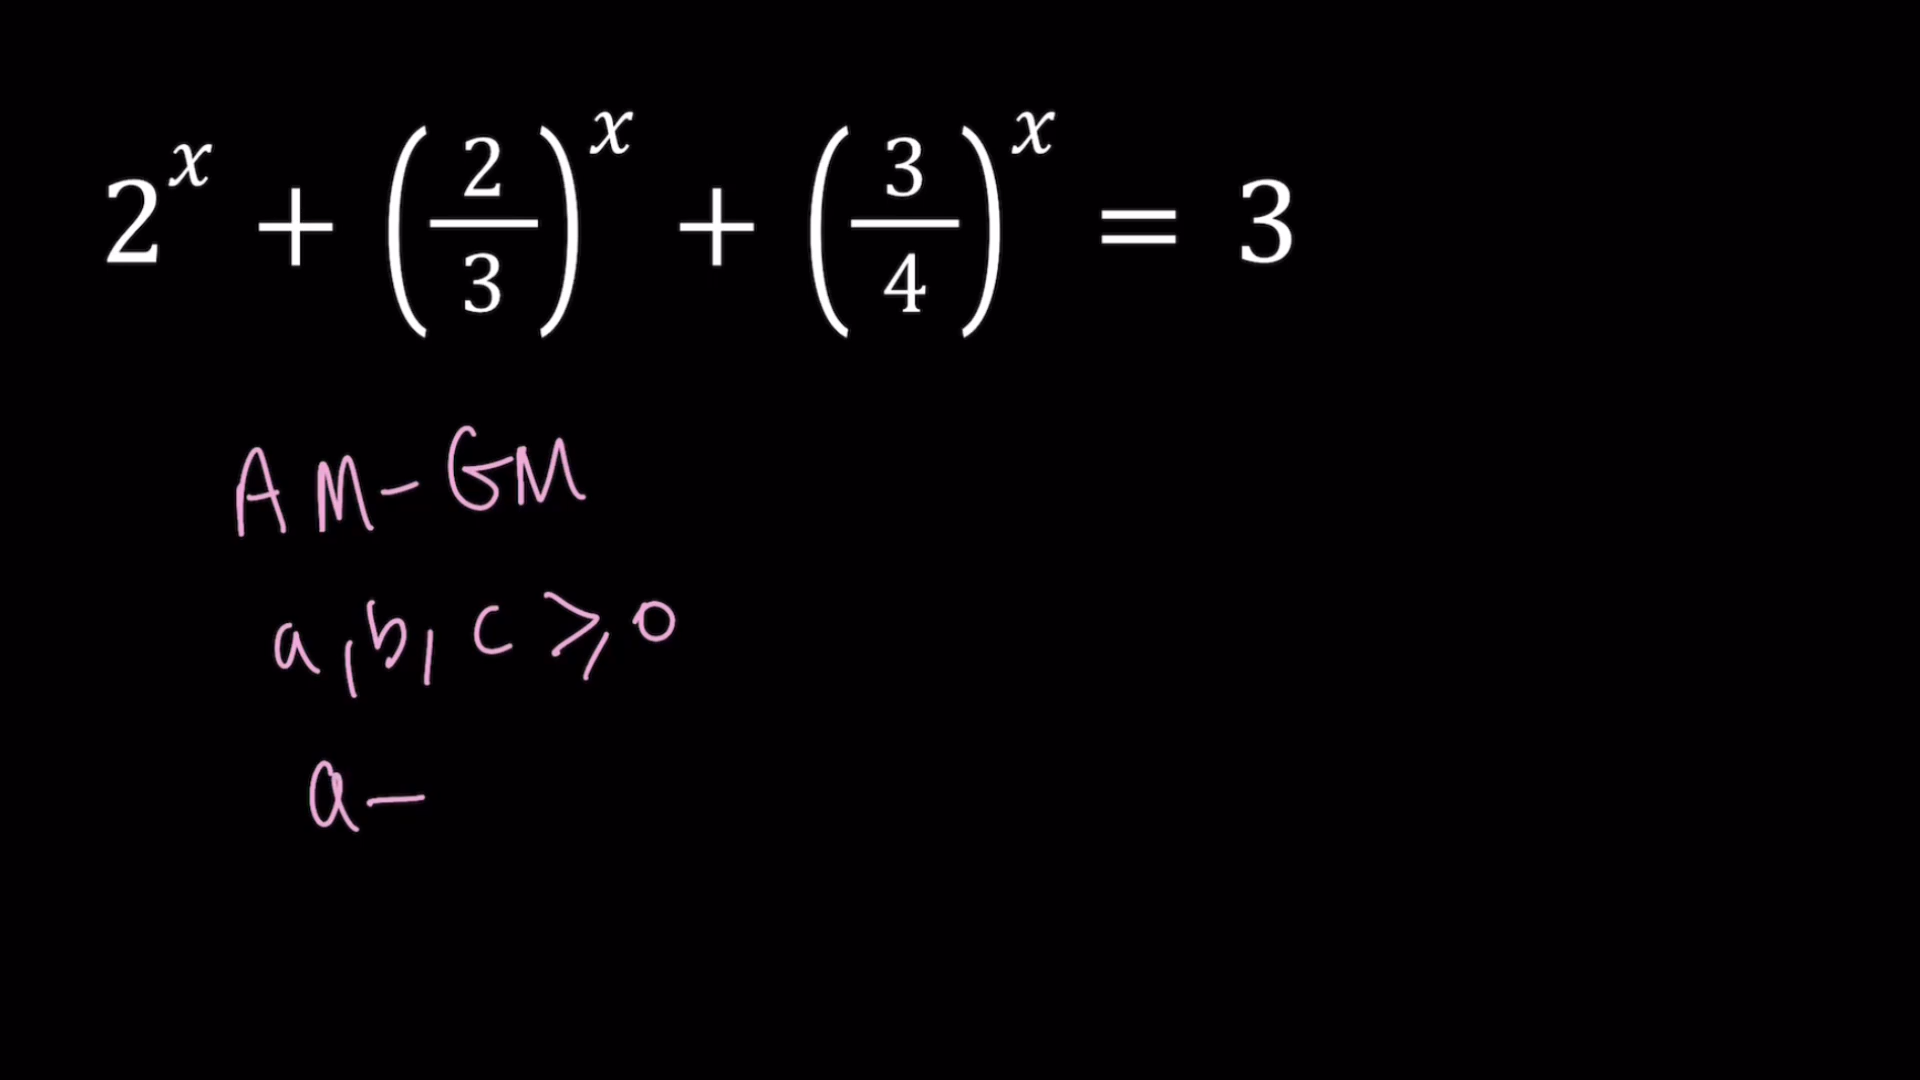 2^x + (2/3)^x + (3/4)^x = 3
AM-GM
a, b, c ⩾ 0
a-